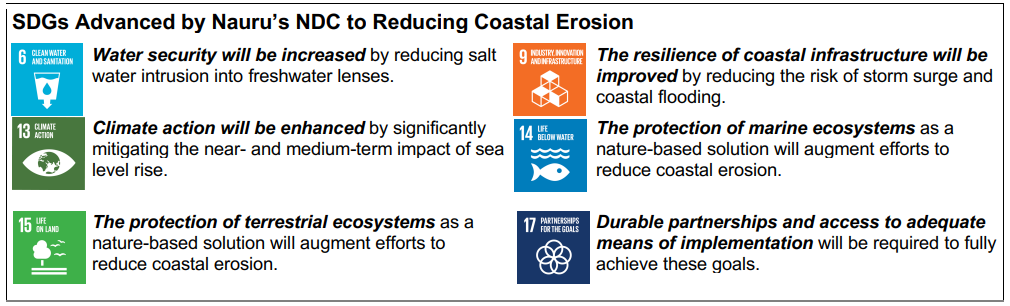 SDGs Advanced by Nauru's NDC to Reducing Coastal Erosion
6 CLEAN WATER
AND SANITATION
Water security will be increased by reducing salt
water intrusion into freshwater lenses.
9 INDUSTRY, INNOVATION
AND INFRASTRUCTURE
The resilience of coastal infrastructure will be
improved by reducing the risk of storm surge and
coastal flooding.
13 CLIMATE
ACTION
Climate action will be enhanced by significantly
mitigating the near- and medium-term impact of sea
level rise.
14 LIFE
BELOW WATER
The protection of marine ecosystems as a
nature-based solution will augment efforts to
reduce coastal erosion.
15 LIFE
ON LAND
The protection of terrestrial ecosystems as a
nature-based solution will augment efforts to
reduce coastal erosion.
17 PARTNERSHIPS
FOR THE GOALS
Durable partnerships and access to adequate
means of implementation will be required to fully
achieve these goals.